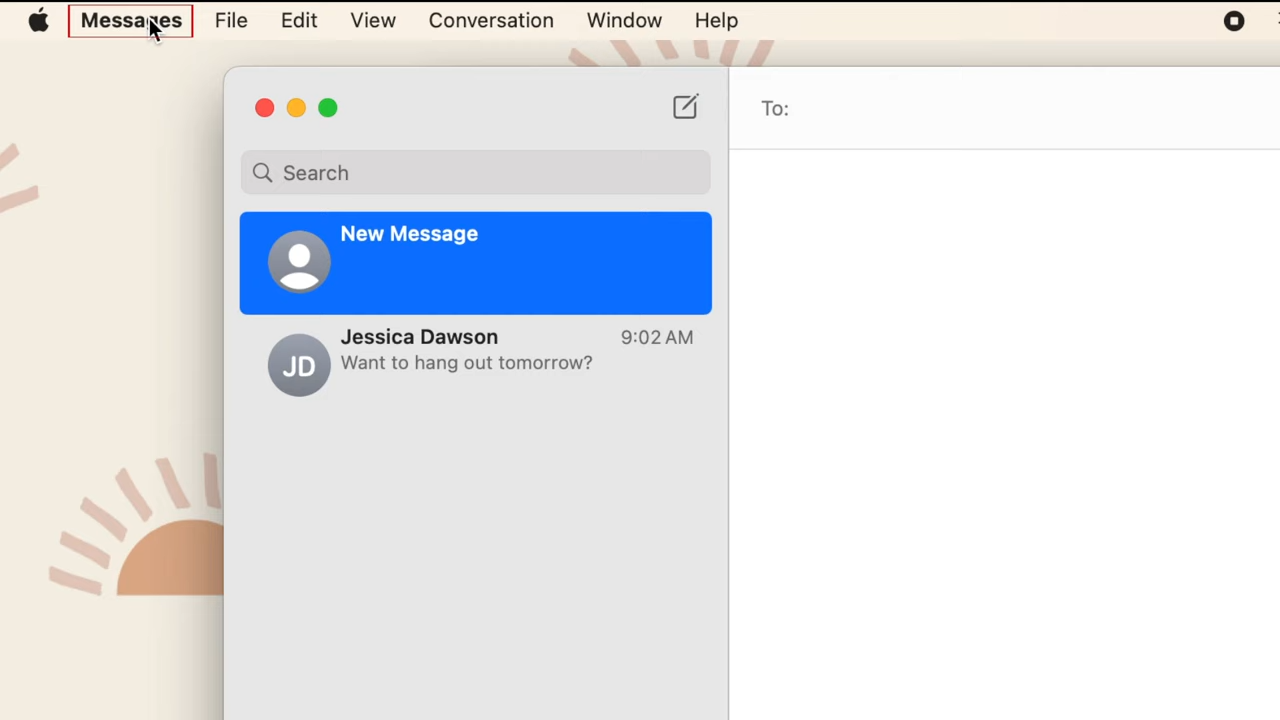 Messages File Edit View Conversation Window Help
To:
Search
New Message
JD Jessica Dawson 9:02 AM
Want to hang out tomorrow?